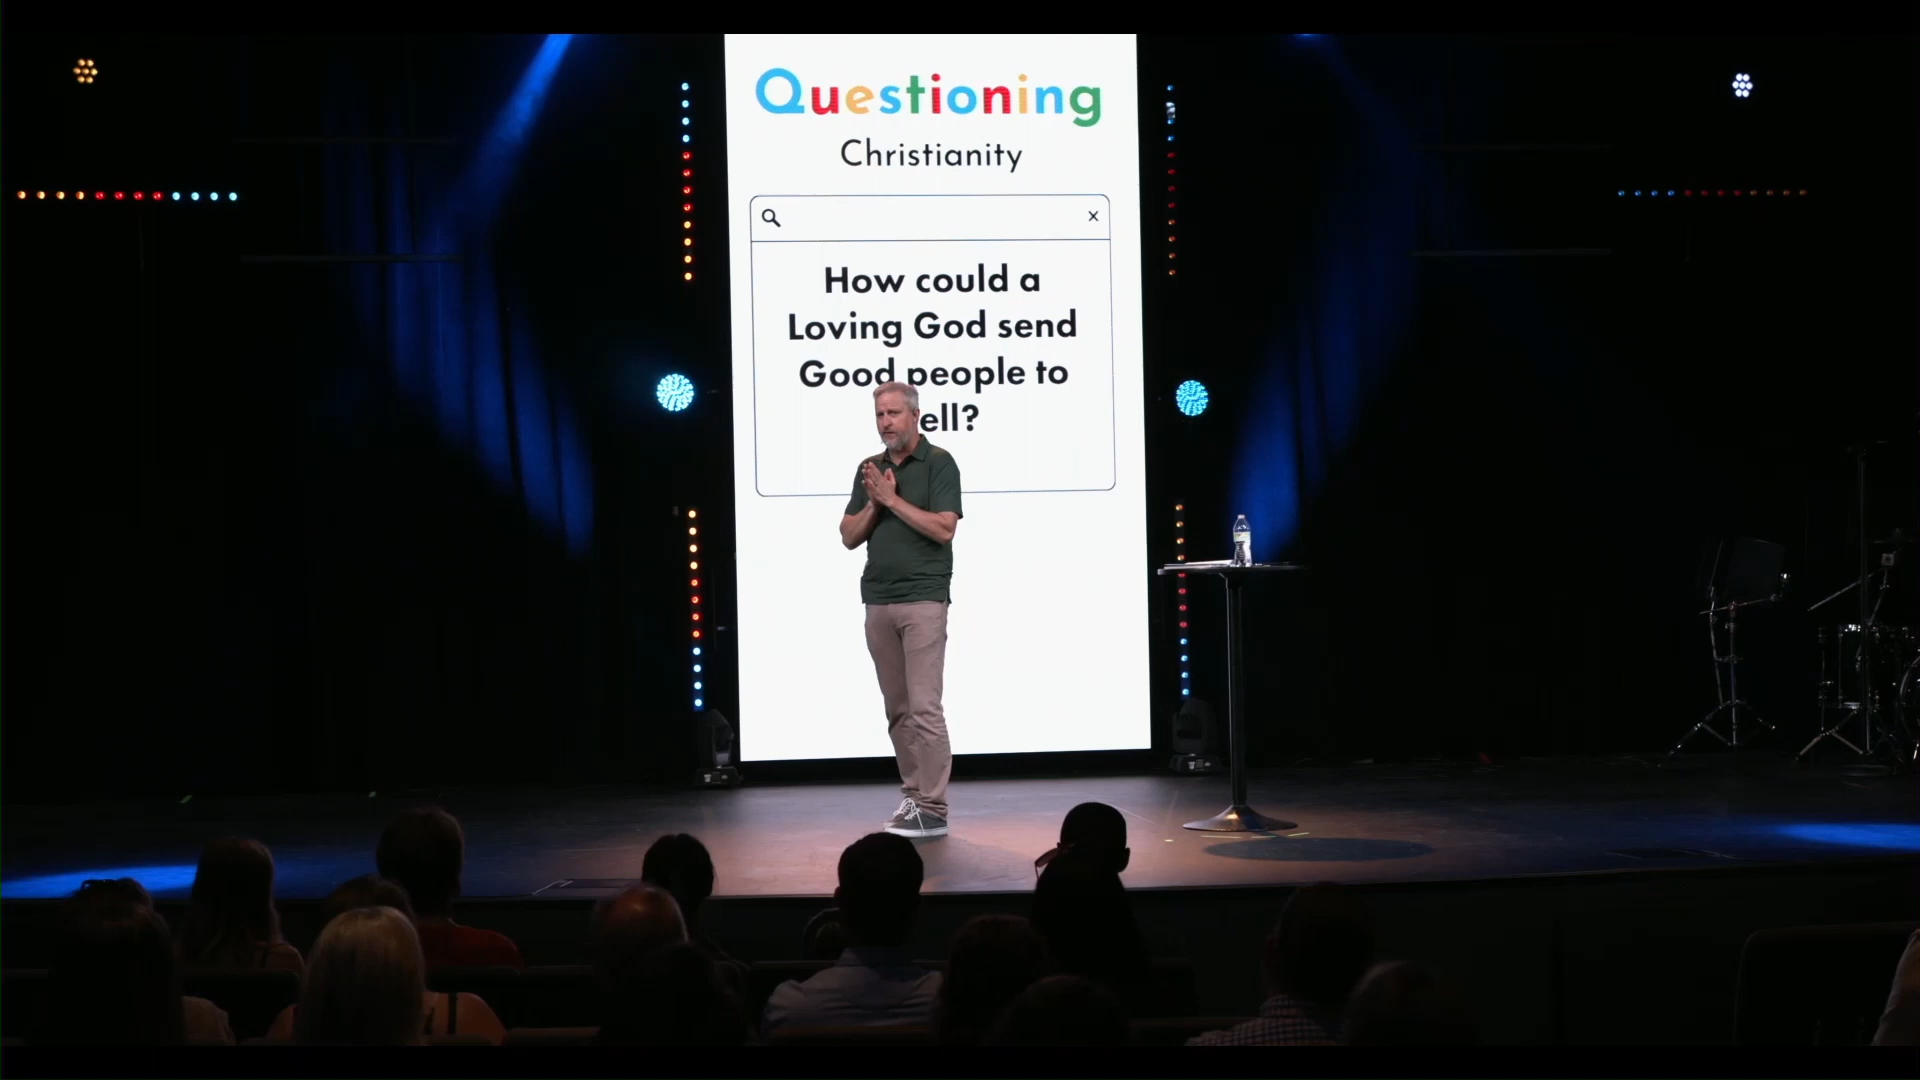 Questioning
Christianity
How could a
Loving God send
Good people to
ell?